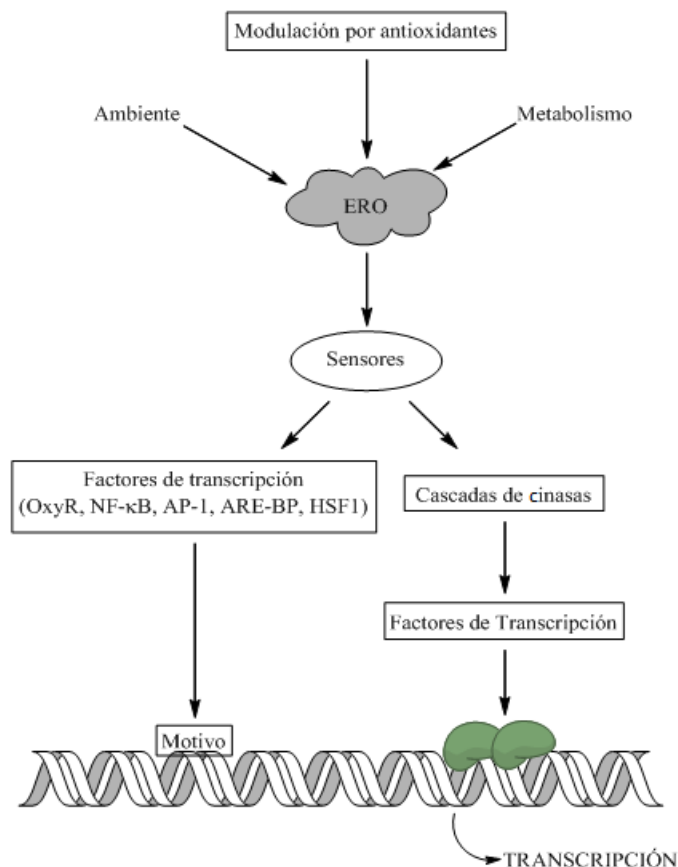 Modulación por antioxidantes
Ambiente
Metabolismo
ERO
Sensores
Factores de transcripción
(OxyR, NF-κB, AP-1, ARE-BP, HSF1)
Cascadas de cinasas
Factores de Transcripción
Motivo
TRANSCRIPCIÓN